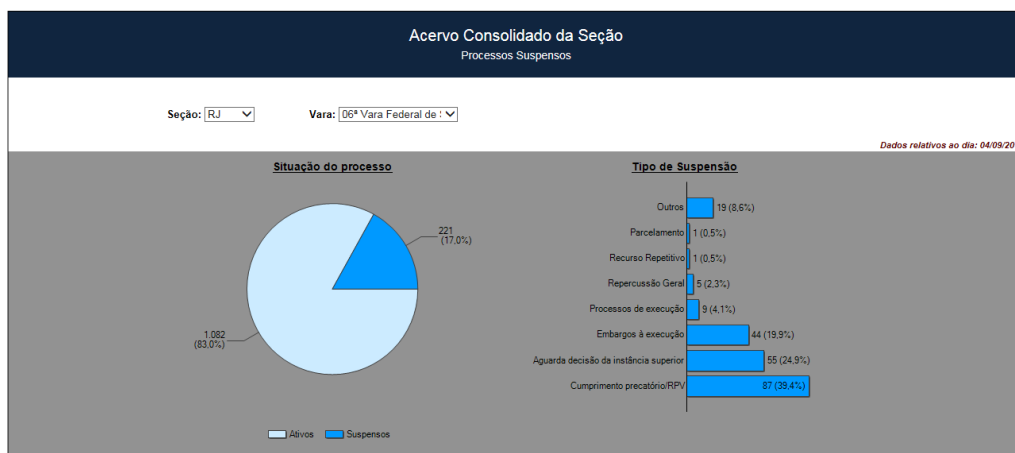 Acervo Consolidado da Seção
Processos Suspensos
Seção: RJ Vara: 06ª Vara Federal de
Dados relativos ao dia: 04/09/20
Situação do processo
221
(17,0%)
1.082
(83,0%)
Ativos Suspensos
Tipo de Suspensão
Outros 19 (8,6%)
Parcelamento 1 (0,5%)
Recurso Repetitivo 1 (0,5%)
Repercussão Geral 5 (2,3%)
Processos de execução 9 (4,1%)
Embargos à execução 44 (19,9%)
Aguarda decisão da instância superior 55 (24,9%)
Cumprimento precatório/RPV 87 (39,4%)